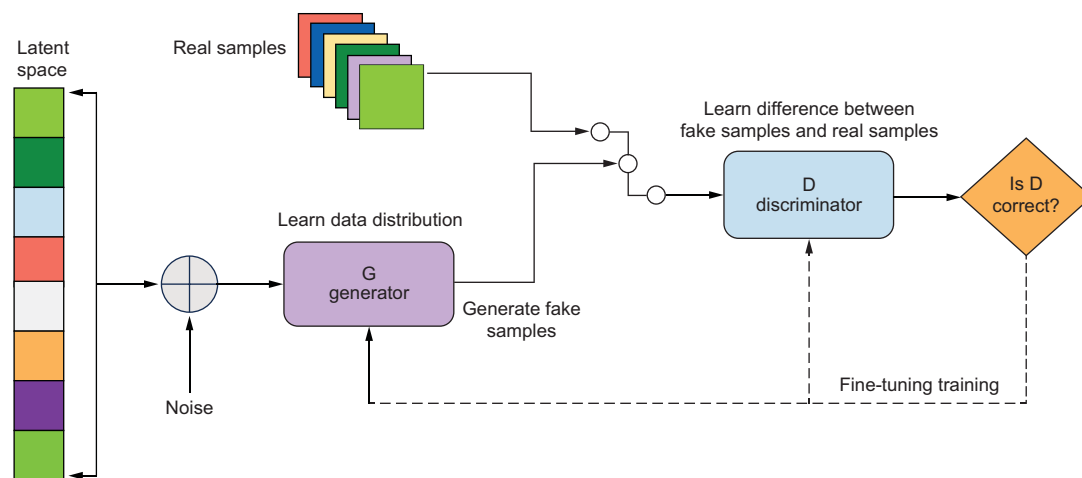 Latent
space
Real samples
Learn difference between
fake samples and real samples
D
discriminator
Is D
correct?
Learn data distribution
G
generator
Generate fake
samples
Noise
Fine-tuning training